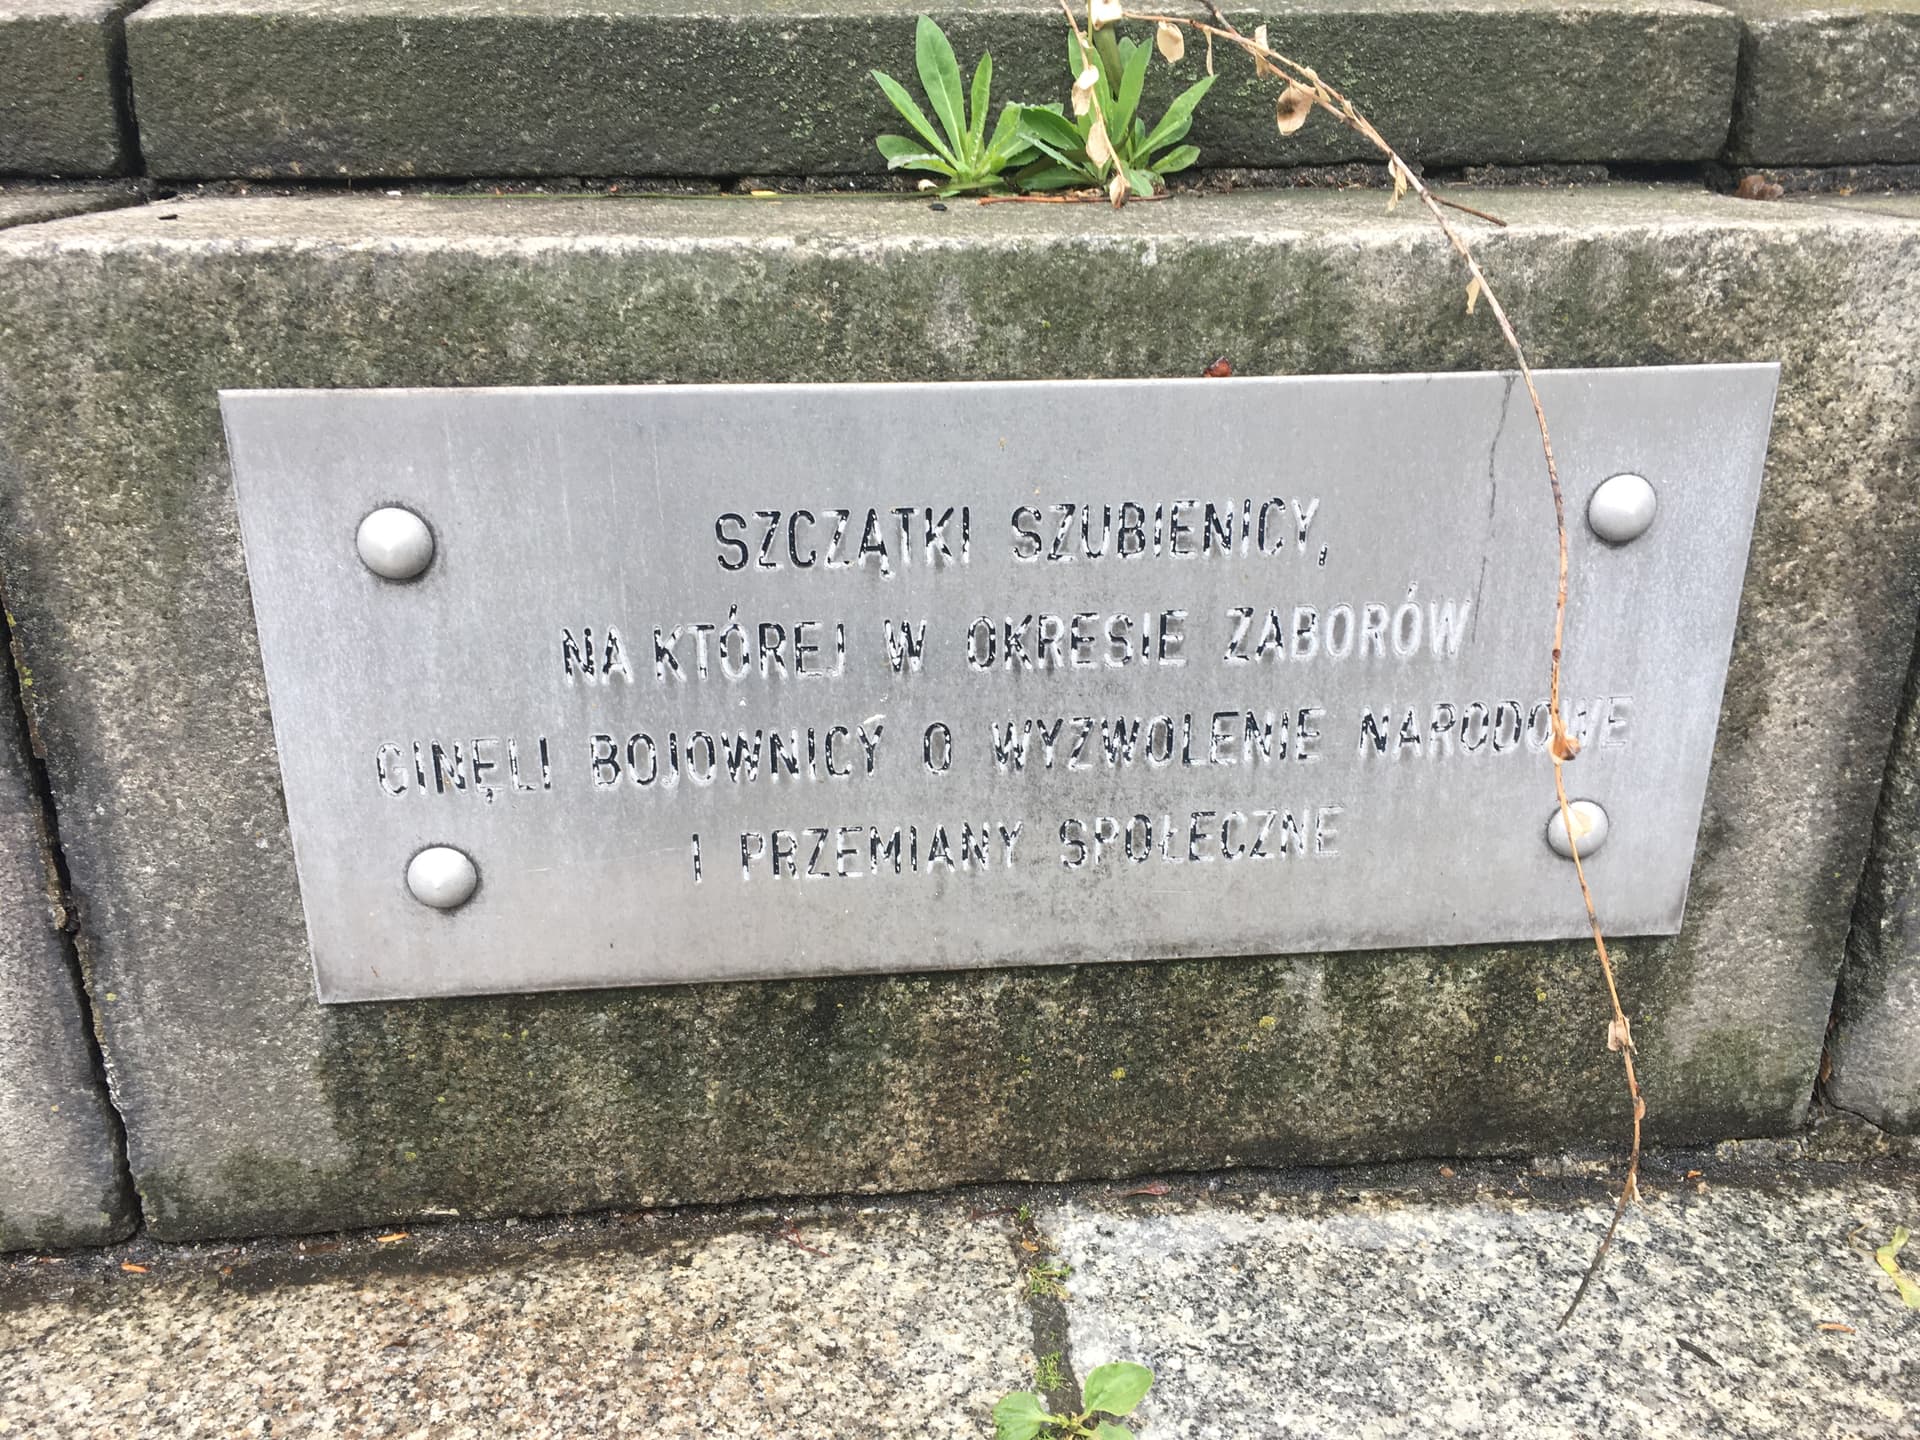 SZCZĄTKI SZUBIENICY,
NA KTÓREJ W OKRESIE ZABORÓW
GINĘLI BOJOWNICY O WYZWOLENIE NARODOWE
I PRZEMIANY SPOŁECZNE